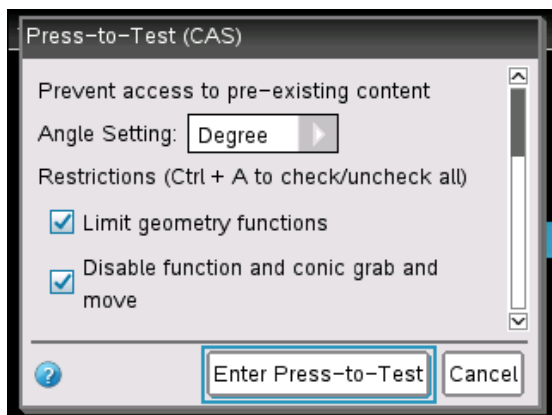 Press-to-Test (CAS)
Prevent access to pre-existing content
Angle Setting: Degree
Restrictions (Ctrl + A to check/uncheck all)
Limit geometry functions
Disable function and conic grab and
move
? Enter Press-to-Test Cancel